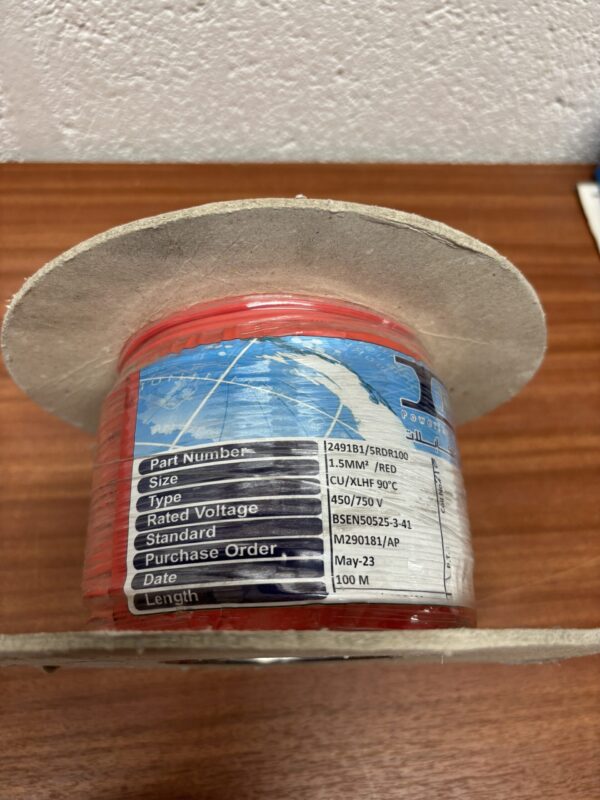 Part Number 2491B1/5RDR100
Size 1.5MM² /RED
Type CU/XLHF 90°C
Rated Voltage 450/750 V
Standard BSEN50525-3-41
Purchase Order M290181/AP
Date May-23
Length 100 M